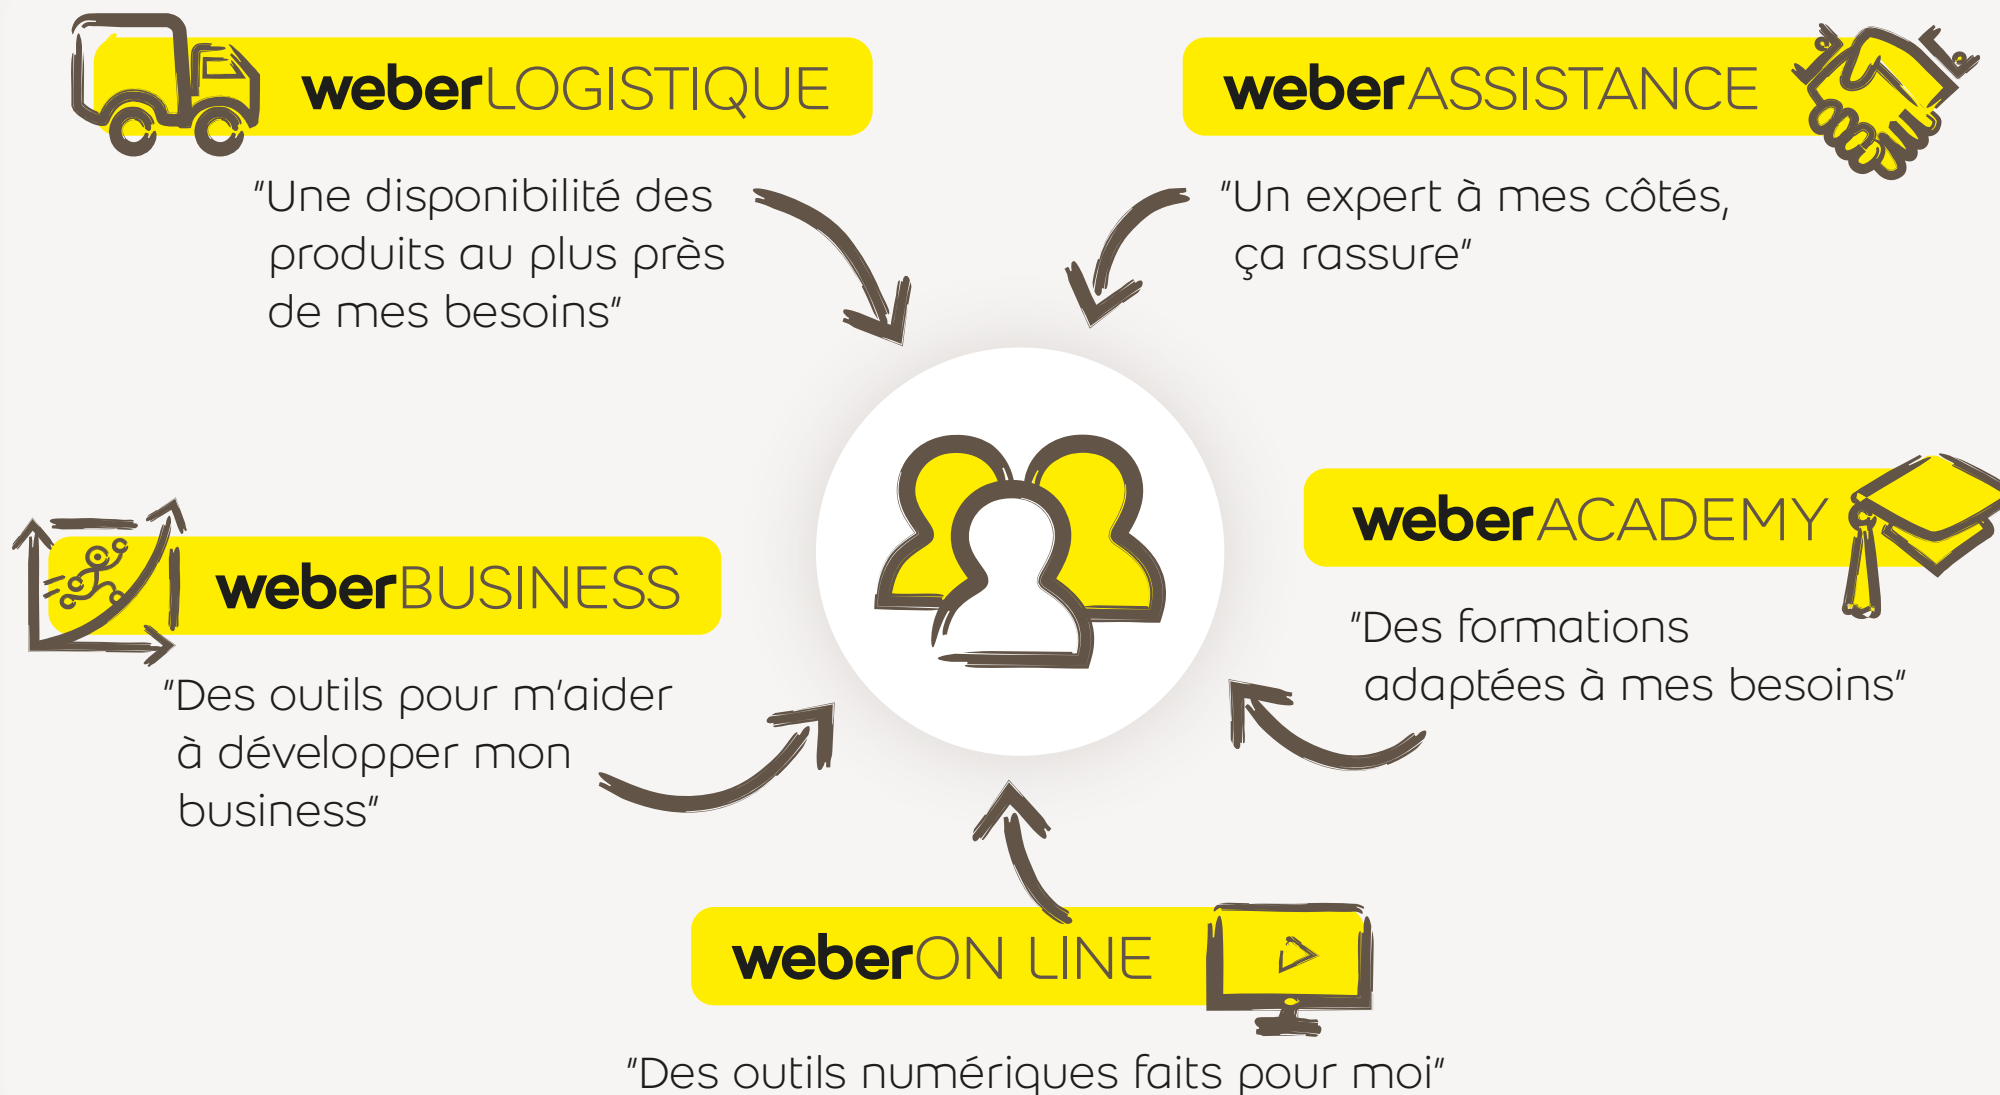 weberLOGISTIQUE
"Une disponibilité des
produits au plus près
de mes besoins"
weberASSISTANCE
"Un expert à mes côtés,
ça rassure"
weberBUSINESS
"Des outils pour m'aider
à développer mon
business"
weberACADEMY
"Des formations
adaptées à mes besoins"
weberON LINE
"Des outils numériques faits pour moi"